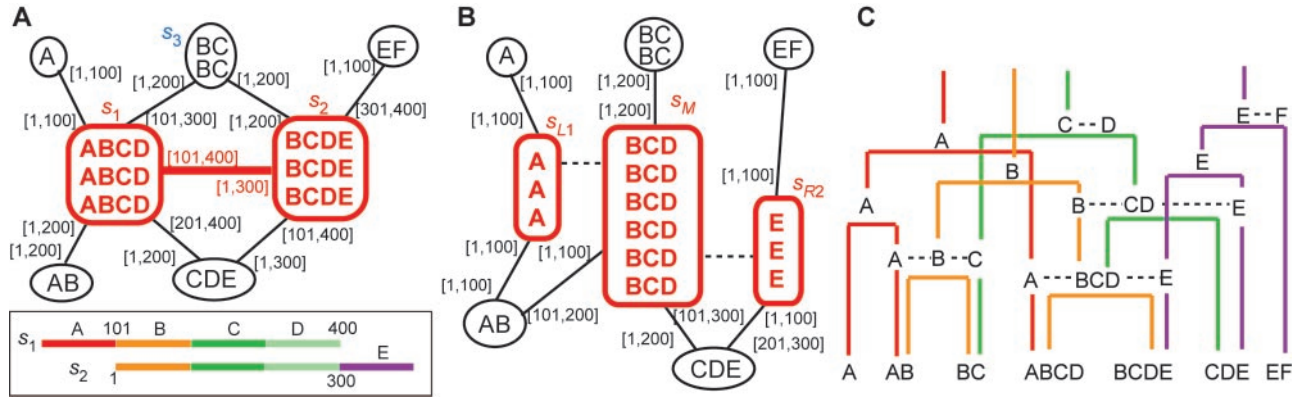 A
B
C
A
s3
BC
BC
EF
[1,100]
[1,200]
[1,200]
[1,100]
[1,100]
s1
[101,300]
[1,200]
s2
[301,400]
ABCD
ABCD
ABCD
[101,400]
[1,300]
BCDE
BCDE
BCDE
[1,200]
[1,200]
[201,400]
[101,400]
[1,200]
[1,300]
AB
CDE
A 101 B C D 400
s1
E
s2
1
300
A
BC
BC
EF
[1,100]
[1,200]
[1,100]
[1,100]
[1,200]
sL1
sM
A
A
A
BCD
BCD
BCD
BCD
BCD
BCD
[1,100]
sR2
E
E
E
[1,100]
[1,100]
[1,100]
AB
[101,200]
[101,300]
[1,100]
[1,200]
[201,300]
CDE
E F
C D
A
B
E
A
B CD E
A B C
A BCD E
A AB BC ABCD BCDE CDE EF